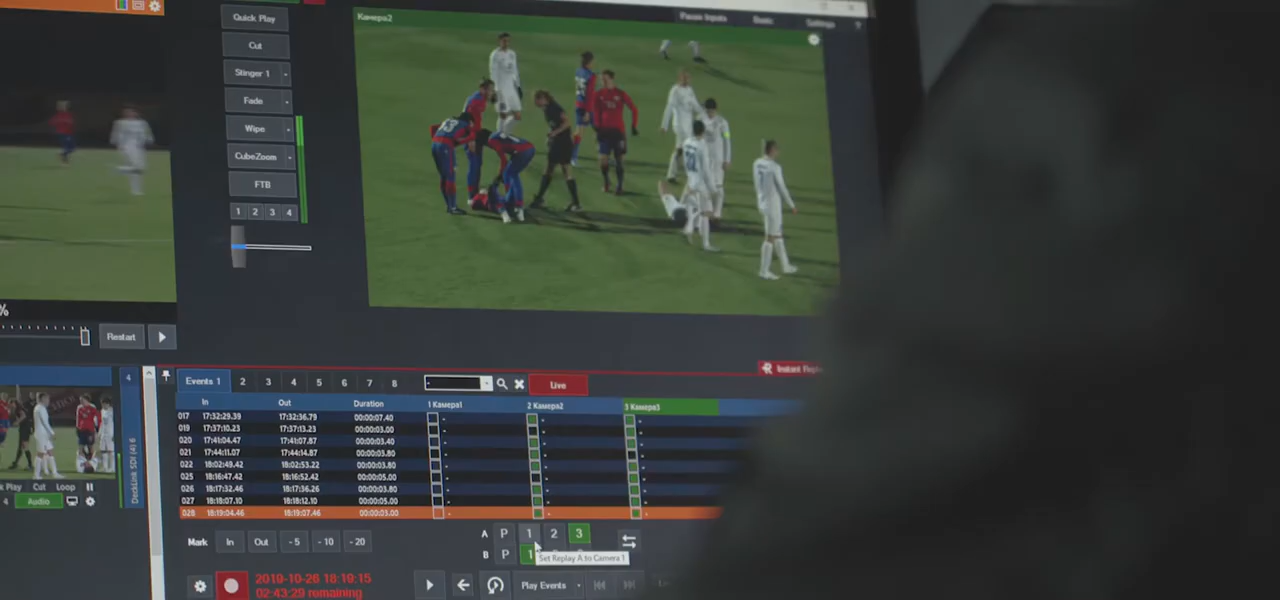 Quick Play
Cut
Stinger 1
Fade
Wipe
CubeZoom
FTB
1 2 3 4
Камера2
Pause Inputs Basic Settings ?
%
Restart
4
DeckLink SDI (4) 6
Play Cut Loop
4 Audio
Events 1 2 3 4 5 6 7 8
Live
Instant
In Out Duration 1 Камера1 2 Камера2 3 Камера3
017 17:32:29.39 17:32:36.79 00:00:07.40
019 17:37:10.23 17:37:13.23 00:00:03.00
020 17:41:04.47 17:41:07.87 00:00:03.40
021 17:44:11.07 17:44:14.87 00:00:03.80
022 18:02:49.42 18:02:53.22 00:00:03.80
025 18:16:47.42 18:16:52.42 00:00:05.00
026 18:17:32.46 18:17:36.26 00:00:03.80
027 18:18:07.10 18:18:12.10 00:00:05.00
028 18:19:04.46 18:19:07.46 00:00:03.00
Mark In Out - 5 - 10 - 20
A P 1 2 3
B P 1
Set Replay A to Camera 1
2019-10-26 18:19:15
02:43:29 remaining
Play Events